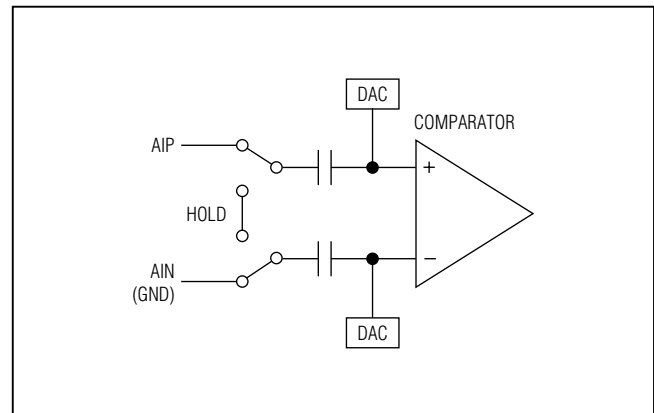 DAC
COMPARATOR
AIP
+
HOLD
AIN
(GND)
−
DAC